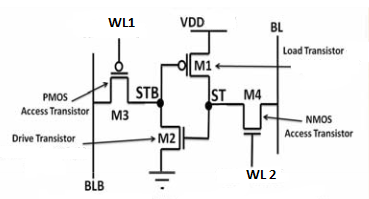 WL1
VDD
BL
Load Transistor
M1
PMOS
Access Transistor
STB
ST
M4
M3
NMOS
Access Transistor
Drive Transistor
M2
WL 2
BLB